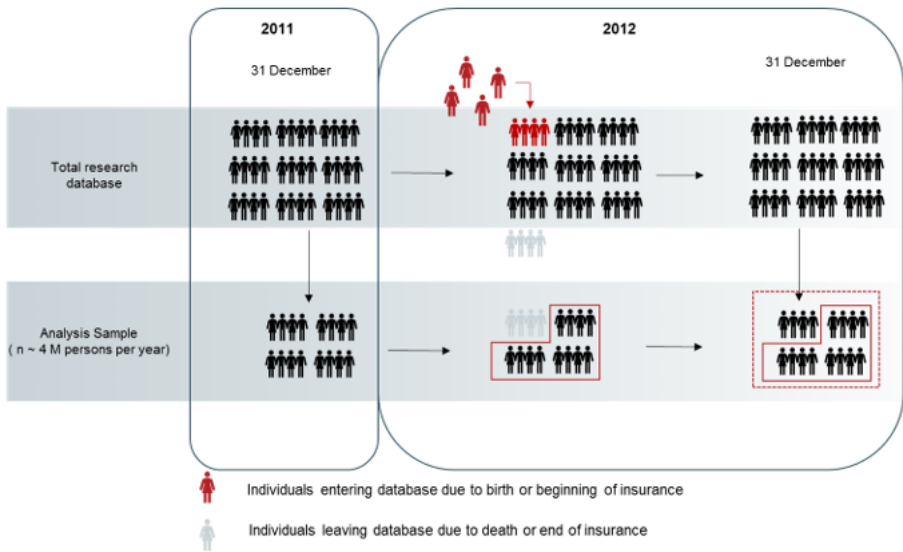 2011
2012
31 December
31 December
Total research
database
Analysis Sample
( n ~ 4 M persons per year)
Individuals entering database due to birth or beginning of insurance
Individuals leaving database due to death or end of insurance